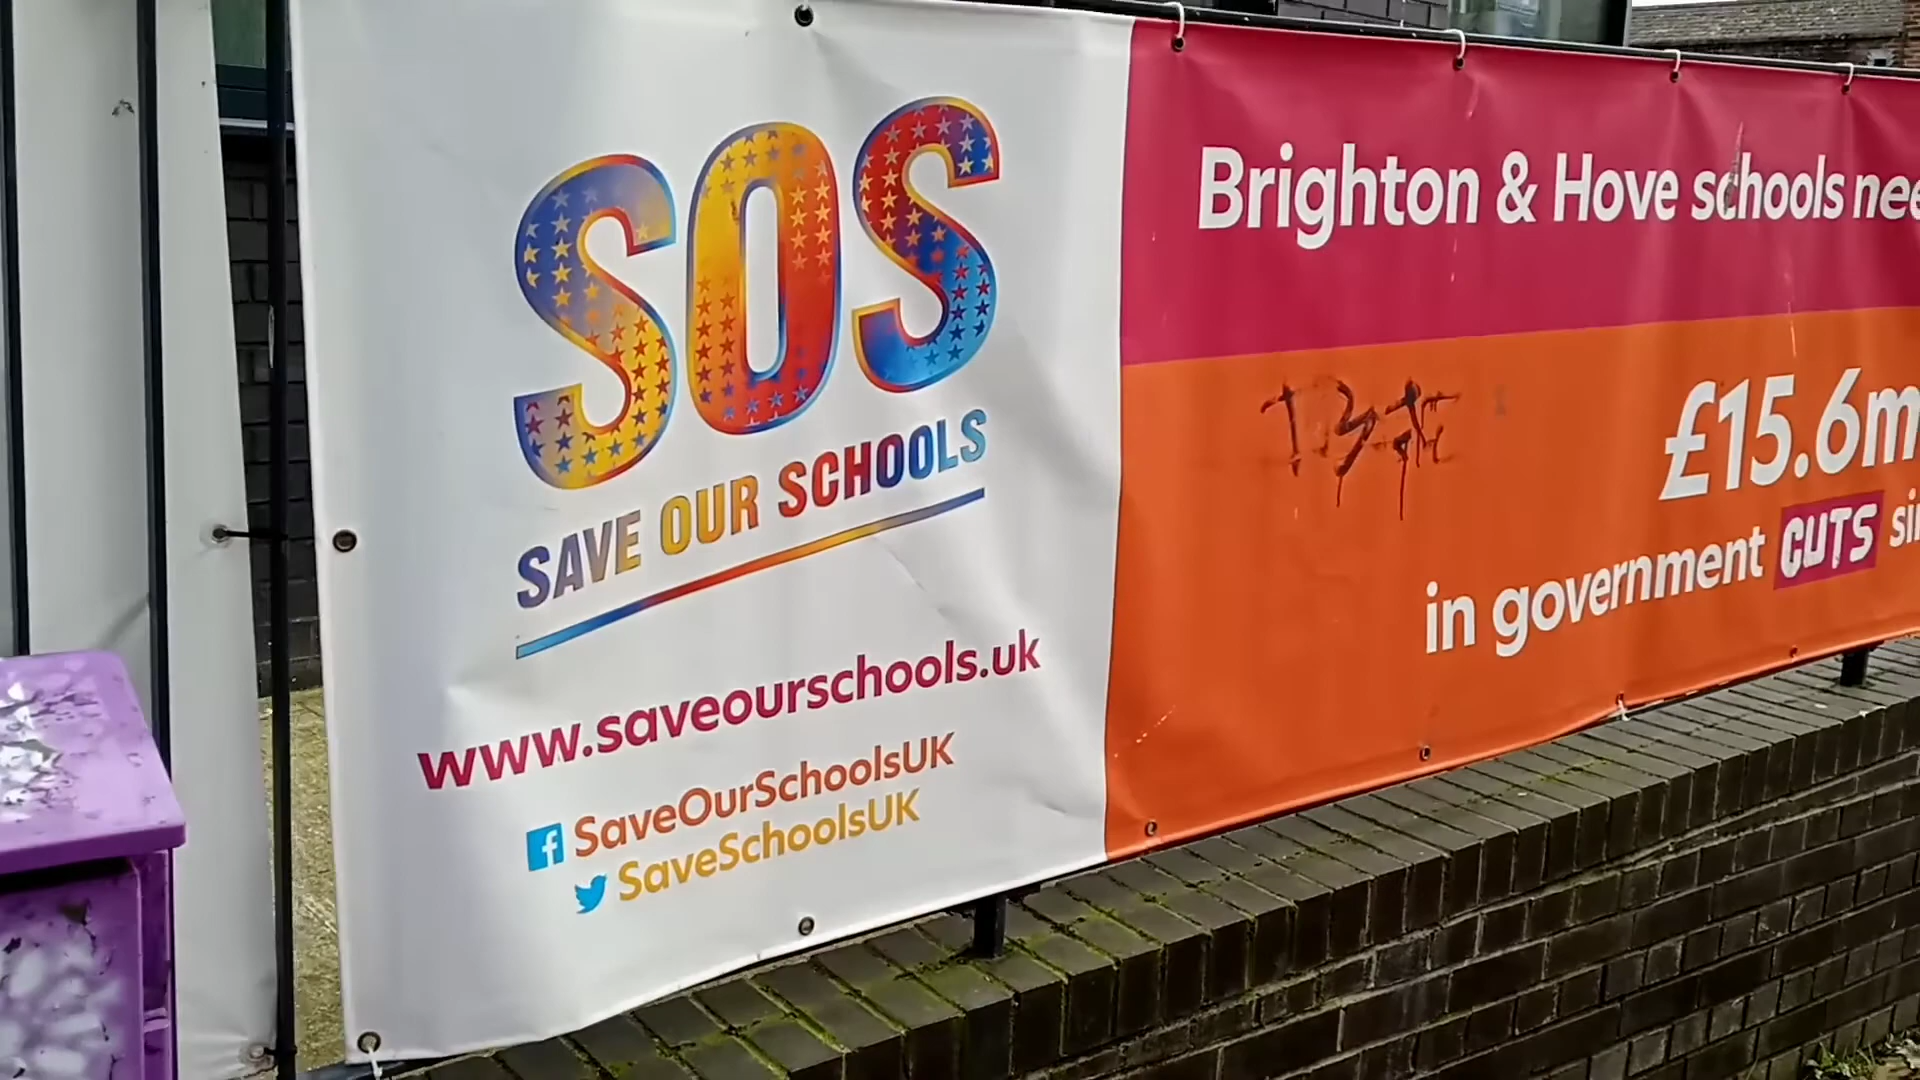 SOS
SAVE OUR SCHOOLS
www.saveourschools.uk
SaveOurSchoolsUK
SaveSchoolsUK
Brighton & Hove schools nee
£15.6m
in government CUTS si